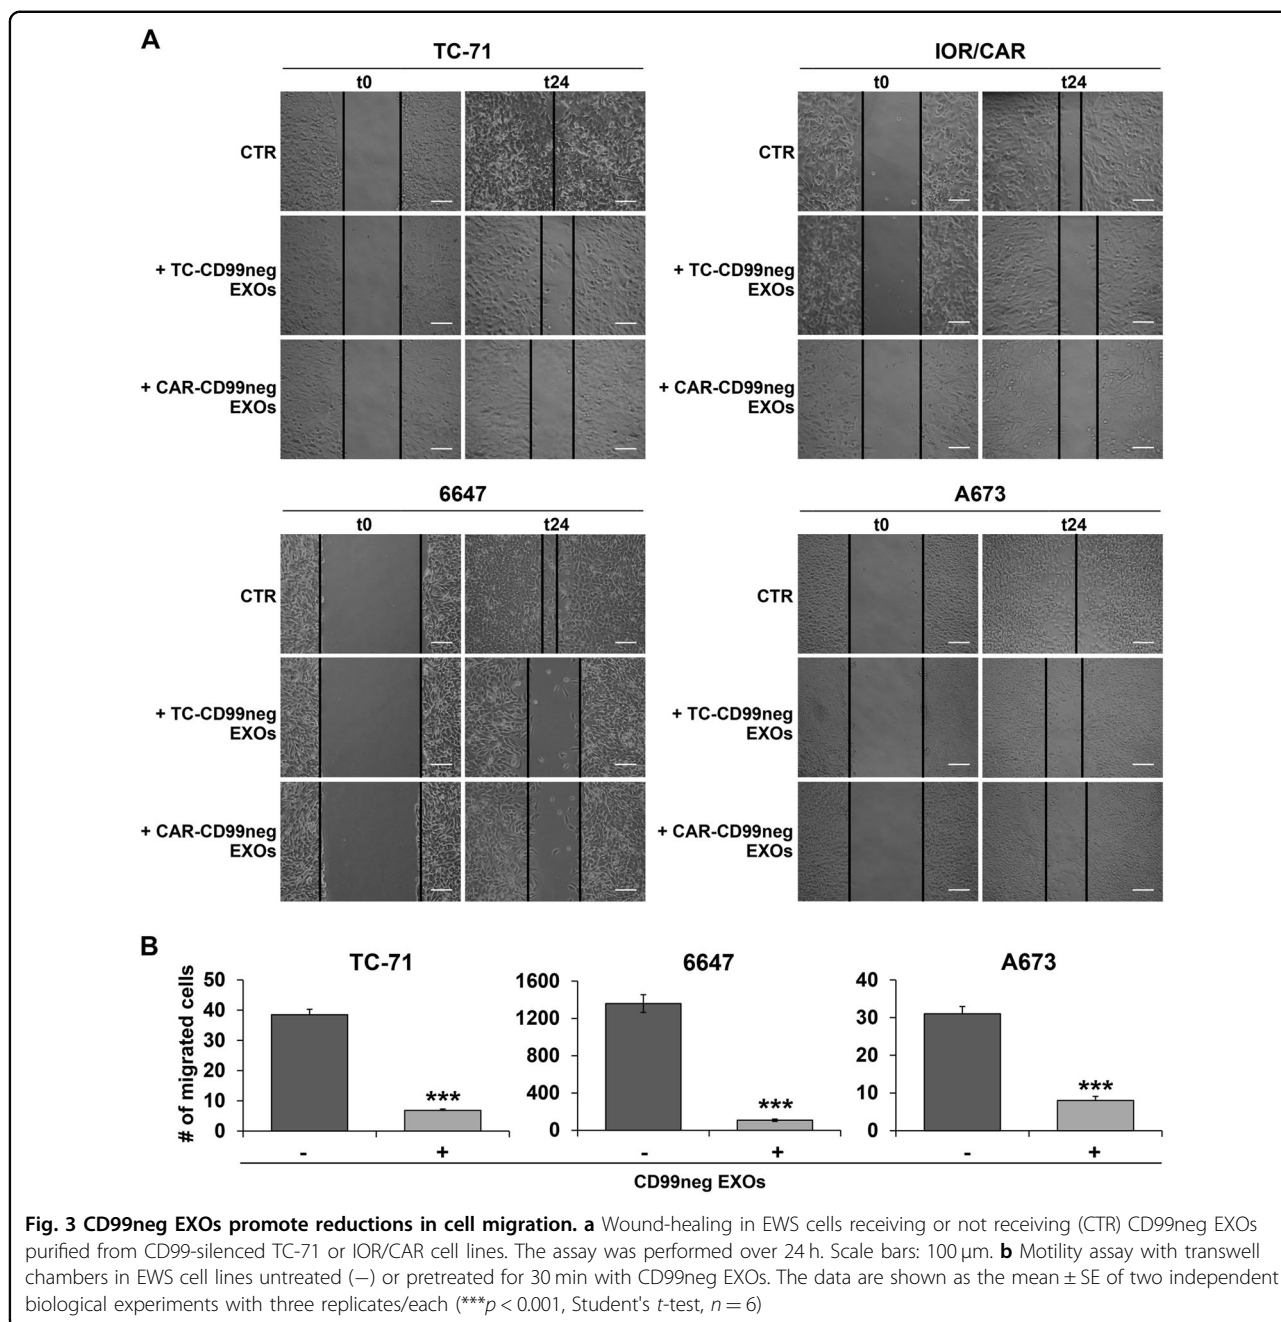 A
TC-71
t0 t24
CTR
+ TC-CD99neg
EXOs
+ CAR-CD99neg
EXOs
IOR/CAR
t0 t24
CTR
+ TC-CD99neg
EXOs
+ CAR-CD99neg
EXOs
6647
t0 t24
CTR
+ TC-CD99neg
EXOs
+ CAR-CD99neg
EXOs
A673
t0 t24
CTR
+ TC-CD99neg
EXOs
+ CAR-CD99neg
EXOs
B
# of migrated cells
TC-71
50
40
30
20
10
0
***
- +
6647
1600
1200
800
400
0
***
- +
A673
40
30
20
10
0
***
- +
CD99neg EXOs
Fig. 3 CD99neg EXOs promote reductions in cell migration. a Wound-healing in EWS cells receiving or not receiving (CTR) CD99neg EXOs
purified from CD99-silenced TC-71 or IOR/CAR cell lines. The assay was performed over 24 h. Scale bars: 100 µm. b Motility assay with transwell
chambers in EWS cell lines untreated (−) or pretreated for 30 min with CD99neg EXOs. The data are shown as the mean ± SE of two independent
biological experiments with three replicates/each (***p < 0.001, Student's t-test, n = 6)